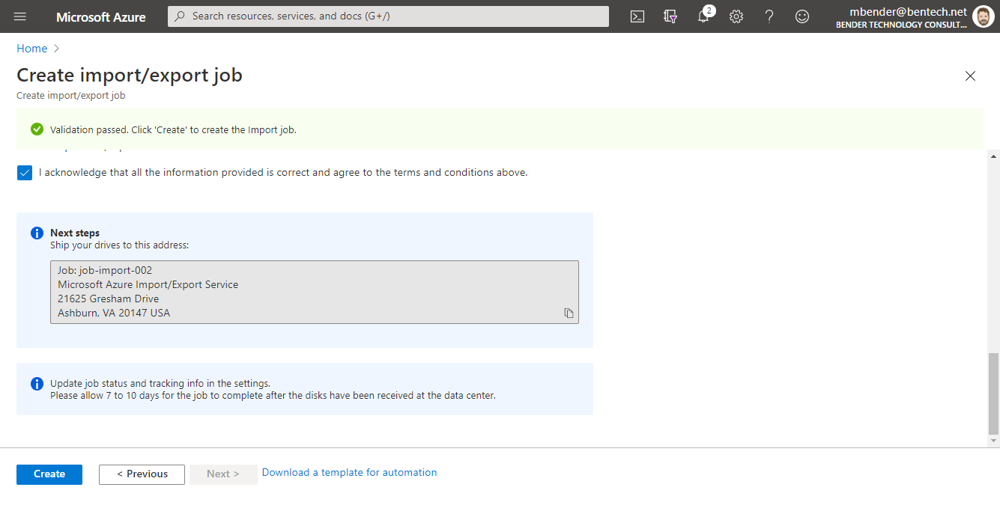 Microsoft Azure
Search resources, services, and docs (G+/)
2
mbender@bentech.net
BENDER TECHNOLOGY CONSULT...
Home >
Create import/export job
Create import/export job
Validation passed. Click 'Create' to create the Import job.
I acknowledge that all the information provided is correct and agree to the terms and conditions above.
Next steps
Ship your drives to this address:
Job: job-import-002
Microsoft Azure Import/Export Service
21625 Gresham Drive
Ashburn, VA 20147 USA
Update job status and tracking info in the settings.
Please allow 7 to 10 days for the job to complete after the disks have been received at the data center.
Create
< Previous
Next >
Download a template for automation